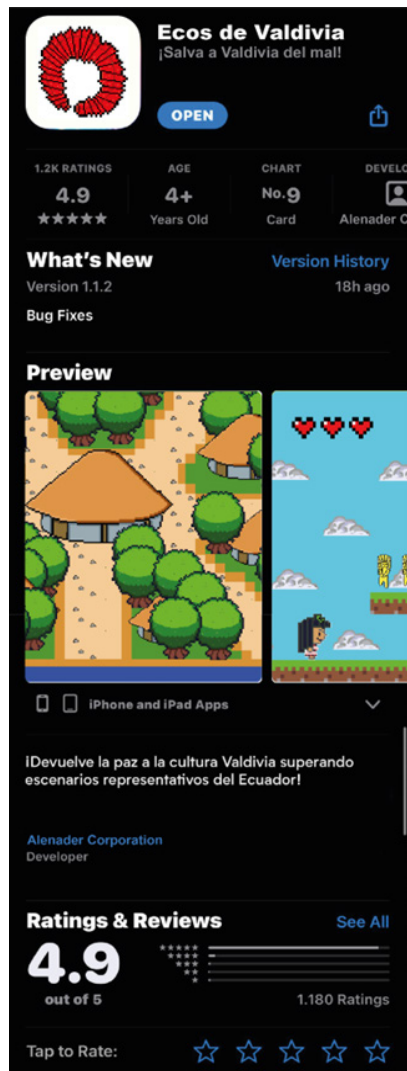 Ecos de Valdivia
¡Salva a Valdivia del mal!
OPEN
1.2K RATINGS AGE CHART DEVELO
4.9 4+ No.9
★★★★★ Years Old Card Alenader C
What's New Version History
Version 1.1.2 18h ago
Bug Fixes
Preview
iPhone and iPad Apps
¡Devuelve la paz a la cultura Valdivia superando
escenarios representativos del Ecuador!
Alenader Corporation
Developer
Ratings & Reviews See All
4.9
out of 5 1.180 Ratings
Tap to Rate: